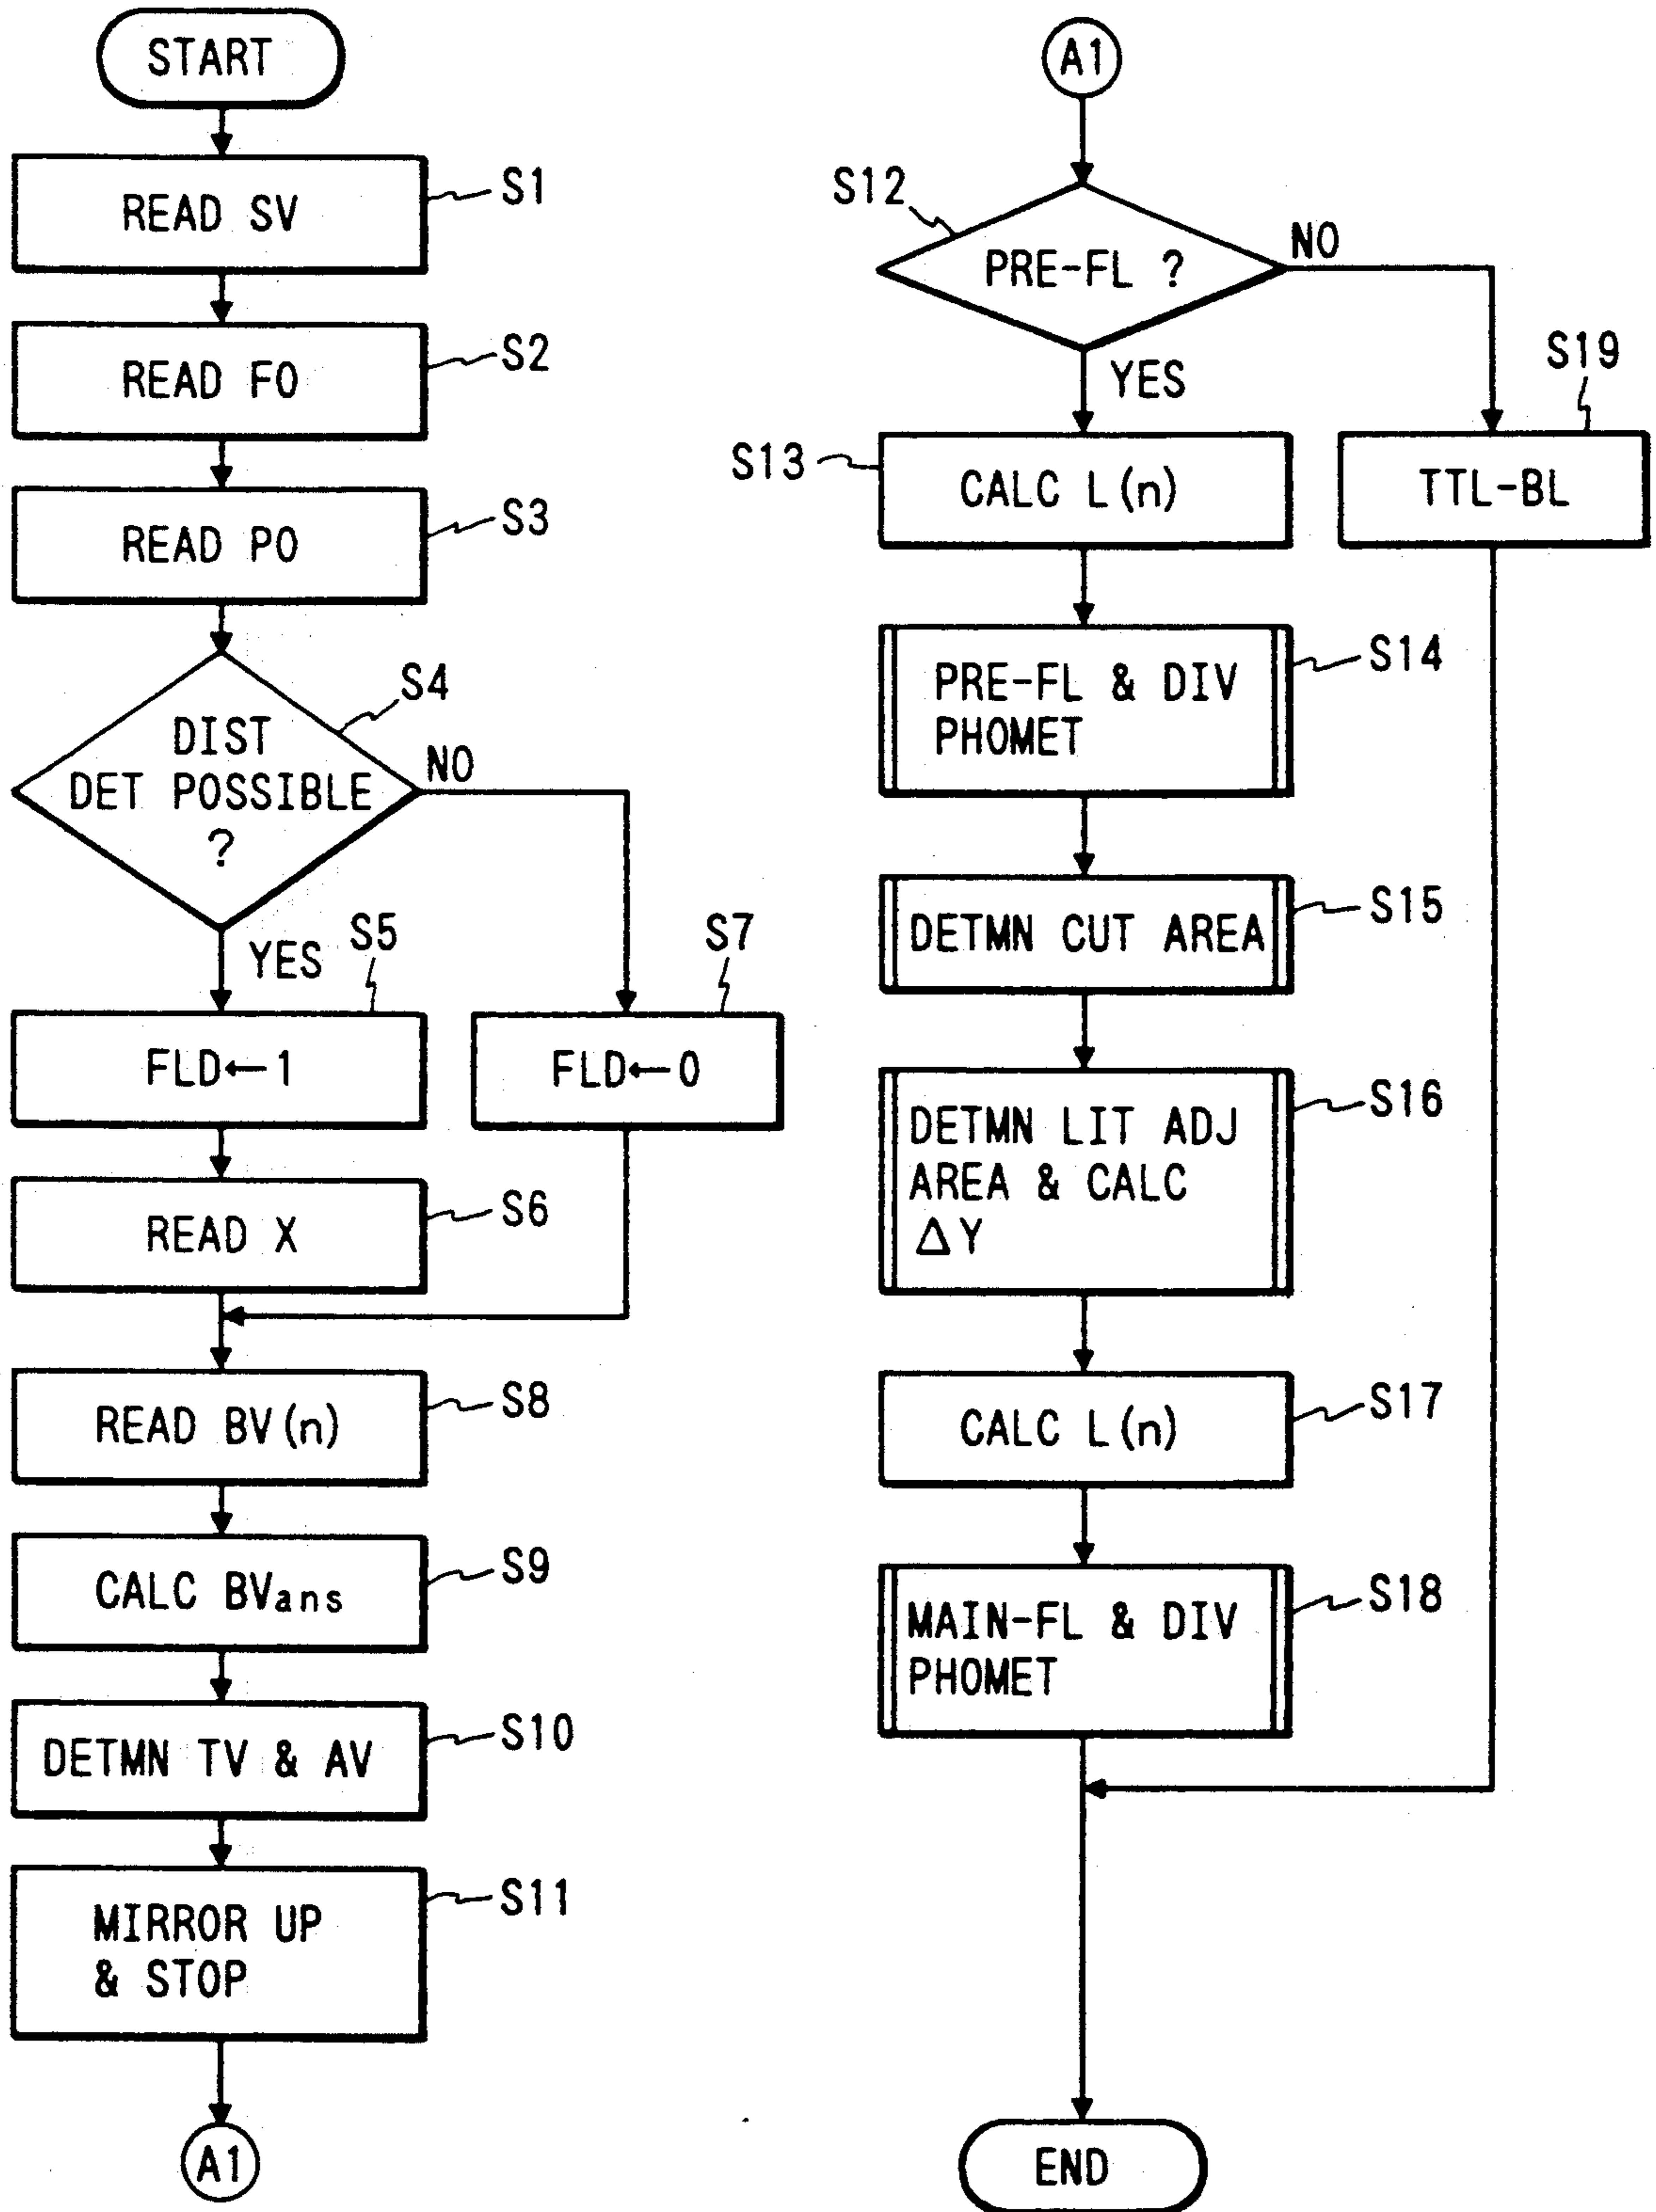 START
READ SV
S1
READ F0
S2
READ P0
S3
S4
DIST
DET POSSIBLE
?
NO
YES
S5
S7
FLD←1
FLD←0
READ X
S6
READ BV(n)
S8
CALC BVans
S9
DETMN TV & AV
S10
MIRROR UP
& STOP
S11
A1
A1
S12
PRE-FL ?
NO
YES
S19
S13
CALC L(n)
TTL-BL
PRE-FL & DIV
PHOMET
S14
DETMN CUT AREA
S15
DETMN LIT ADJ
AREA & CALC
ΔY
S16
CALC L(n)
S17
MAIN-FL & DIV
PHOMET
S18
END